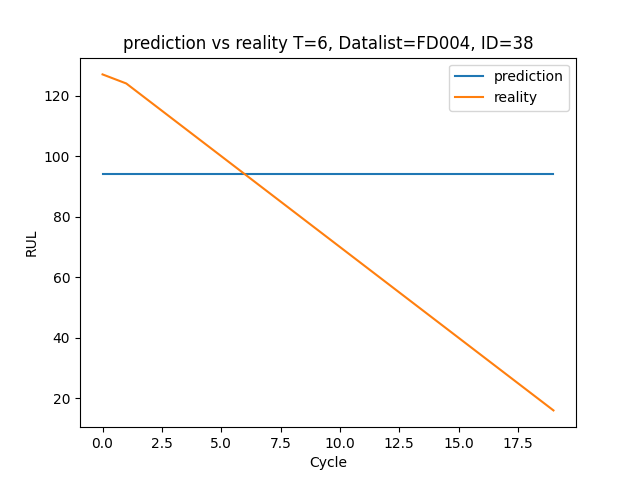 prediction vs reality T=6, Datalist=FD004, ID=38
prediction
reality
RUL
120
100
80
60
40
20
0.0 2.5 5.0 7.5 10.0 12.5 15.0 17.5
Cycle